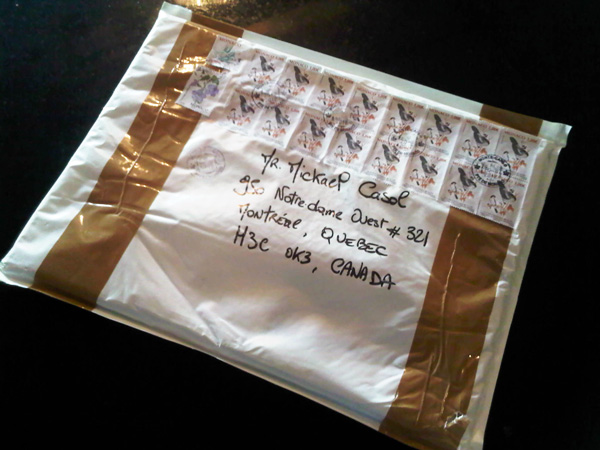 Mr. Mickael Casol
950 Notre dame Ouest # 321
Montréal, Quebec
H3C 0K3, CANADA